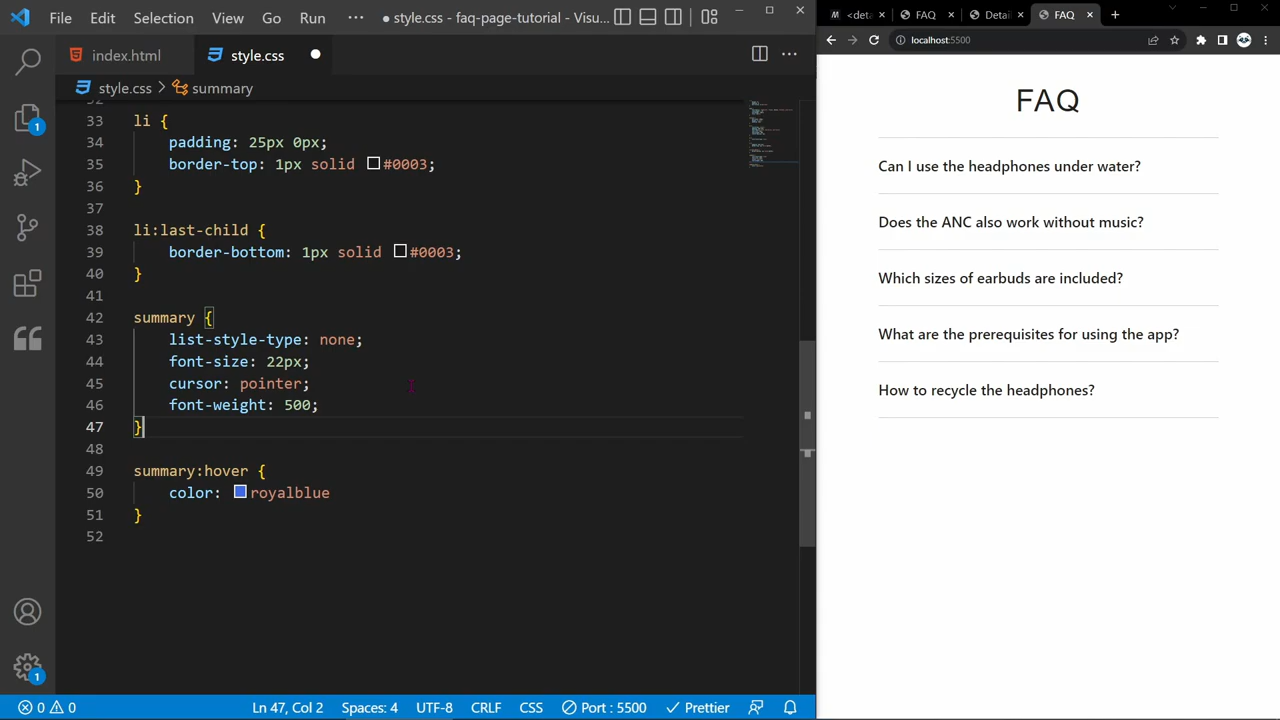 File Edit Selection View Go Run ··· ● style.css - faq-page-tutorial - Visu...
index.html style.css
style.css > summary
33 li {
34 padding: 25px 0px;
35 border-top: 1px solid #0003;
36 }
37
38 li:last-child {
39 border-bottom: 1px solid #0003;
40 }
41
42 summary {
43 list-style-type: none;
44 font-size: 22px;
45 cursor: pointer;
46 font-weight: 500;
47 }
48
49 summary:hover {
50 color: royalblue
51 }
52
1
1
0 0 Ln 47, Col 2 Spaces: 4 UTF-8 CRLF CSS Port : 5500 Prettier
<deta FAQ Detail FAQ
localhost:5500
FAQ
Can I use the headphones under water?
Does the ANC also work without music?
Which sizes of earbuds are included?
What are the prerequisites for using the app?
How to recycle the headphones?